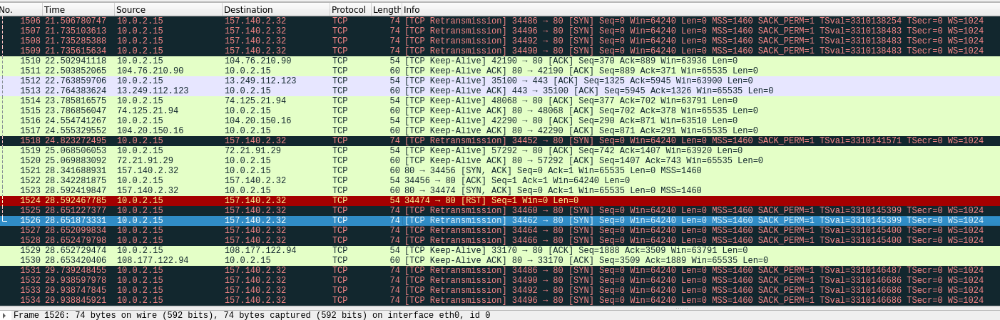 No. Time Source Destination Protocol Length Info
1506 21.506780747 10.0.2.15 157.140.2.32 TCP 74 [TCP Retransmission] 34486 → 80 [SYN] Seq=0 Win=64240 Len=0 MSS=1460 SACK_PERM=1 TSval=3310138254 TSecr=0 WS=1024
1507 21.735103613 10.0.2.15 157.140.2.32 TCP 74 [TCP Retransmission] 34496 → 80 [SYN] Seq=0 Win=64240 Len=0 MSS=1460 SACK_PERM=1 TSval=3310138483 TSecr=0 WS=1024
1508 21.735285388 10.0.2.15 157.140.2.32 TCP 74 [TCP Retransmission] 34492 → 80 [SYN] Seq=0 Win=64240 Len=0 MSS=1460 SACK_PERM=1 TSval=3310138483 TSecr=0 WS=1024
1509 21.735615634 10.0.2.15 157.140.2.32 TCP 74 [TCP Retransmission] 34490 → 80 [SYN] Seq=0 Win=64240 Len=0 MSS=1460 SACK_PERM=1 TSval=3310138483 TSecr=0 WS=1024
1510 22.502941118 10.0.2.15 104.76.210.90 TCP 54 [TCP Keep-Alive] 42190 → 80 [ACK] Seq=370 Ack=889 Win=63936 Len=0
1511 22.503852065 104.76.210.90 10.0.2.15 TCP 60 [TCP Keep-Alive ACK] 80 → 42190 [ACK] Seq=889 Ack=371 Win=65535 Len=0
1512 22.763859706 10.0.2.15 13.249.112.123 TCP 54 [TCP Keep-Alive] 35100 → 443 [ACK] Seq=1325 Ack=5945 Win=63900 Len=0
1513 22.764383624 13.249.112.123 10.0.2.15 TCP 60 [TCP Keep-Alive ACK] 443 → 35100 [ACK] Seq=5945 Ack=1326 Win=65535 Len=0
1514 23.785816575 10.0.2.15 74.125.21.94 TCP 54 [TCP Keep-Alive] 48068 → 80 [ACK] Seq=377 Ack=702 Win=63791 Len=0
1515 23.786856047 74.125.21.94 10.0.2.15 TCP 60 [TCP Keep-Alive ACK] 80 → 48068 [ACK] Seq=702 Ack=378 Win=65535 Len=0
1516 24.554741267 10.0.2.15 104.20.150.16 TCP 54 [TCP Keep-Alive] 42290 → 80 [ACK] Seq=290 Ack=871 Win=63510 Len=0
1517 24.555329552 104.20.150.16 10.0.2.15 TCP 60 [TCP Keep-Alive ACK] 80 → 42290 [ACK] Seq=871 Ack=291 Win=65535 Len=0
1518 24.823272495 10.0.2.15 157.140.2.32 TCP 74 [TCP Retransmission] 34452 → 80 [SYN] Seq=0 Win=64240 Len=0 MSS=1460 SACK_PERM=1 TSval=3310141571 TSecr=0 WS=1024
1519 25.068506053 10.0.2.15 72.21.91.29 TCP 54 [TCP Keep-Alive] 57292 → 80 [ACK] Seq=742 Ack=1407 Win=63920 Len=0
1520 25.069883092 72.21.91.29 10.0.2.15 TCP 60 [TCP Keep-Alive ACK] 80 → 57292 [ACK] Seq=1407 Ack=743 Win=65535 Len=0
1521 28.341688931 157.140.2.32 10.0.2.15 TCP 60 80 → 34456 [SYN, ACK] Seq=0 Ack=1 Win=65535 Len=0 MSS=1460
1522 28.342281875 10.0.2.15 157.140.2.32 TCP 54 34456 → 80 [ACK] Seq=1 Ack=1 Win=64240 Len=0
1523 28.592419847 157.140.2.32 10.0.2.15 TCP 60 80 → 34474 [SYN, ACK] Seq=0 Ack=1 Win=65535 Len=0 MSS=1460
1524 28.592467785 10.0.2.15 157.140.2.32 TCP 54 34474 → 80 [RST] Seq=1 Win=0 Len=0
1525 28.651227377 10.0.2.15 157.140.2.32 TCP 74 [TCP Retransmission] 34460 → 80 [SYN] Seq=0 Win=64240 Len=0 MSS=1460 SACK_PERM=1 TSval=3310145399 TSecr=0 WS=1024
1526 28.651873331 10.0.2.15 157.140.2.32 TCP 74 [TCP Retransmission] 34462 → 80 [SYN] Seq=0 Win=64240 Len=0 MSS=1460 SACK_PERM=1 TSval=3310145399 TSecr=0 WS=1024
1527 28.652099834 10.0.2.15 157.140.2.32 TCP 74 [TCP Retransmission] 34464 → 80 [SYN] Seq=0 Win=64240 Len=0 MSS=1460 SACK_PERM=1 TSval=3310145400 TSecr=0 WS=1024
1528 28.652479798 10.0.2.15 157.140.2.32 TCP 74 [TCP Retransmission] 34466 → 80 [SYN] Seq=0 Win=64240 Len=0 MSS=1460 SACK_PERM=1 TSval=3310145400 TSecr=0 WS=1024
1529 28.652729474 10.0.2.15 108.177.122.94 TCP 54 [TCP Keep-Alive] 33170 → 80 [ACK] Seq=1888 Ack=3509 Win=63791 Len=0
1530 28.653420406 108.177.122.94 10.0.2.15 TCP 60 [TCP Keep-Alive ACK] 80 → 33170 [ACK] Seq=3509 Ack=1889 Win=65535 Len=0
1531 29.739248455 10.0.2.15 157.140.2.32 TCP 74 [TCP Retransmission] 34486 → 80 [SYN] Seq=0 Win=64240 Len=0 MSS=1460 SACK_PERM=1 TSval=3310146487 TSecr=0 WS=1024
1532 29.938597978 10.0.2.15 157.140.2.32 TCP 74 [TCP Retransmission] 34490 → 80 [SYN] Seq=0 Win=64240 Len=0 MSS=1460 SACK_PERM=1 TSval=3310146686 TSecr=0 WS=1024
1533 29.938747845 10.0.2.15 157.140.2.32 TCP 74 [TCP Retransmission] 34492 → 80 [SYN] Seq=0 Win=64240 Len=0 MSS=1460 SACK_PERM=1 TSval=3310146686 TSecr=0 WS=1024
1534 29.938845921 10.0.2.15 157.140.2.32 TCP 74 [TCP Retransmission] 34496 → 80 [SYN] Seq=0 Win=64240 Len=0 MSS=1460 SACK_PERM=1 TSval=3310146686 TSecr=0 WS=1024
Frame 1526: 74 bytes on wire (592 bits), 74 bytes captured (592 bits) on interface eth0, id 0